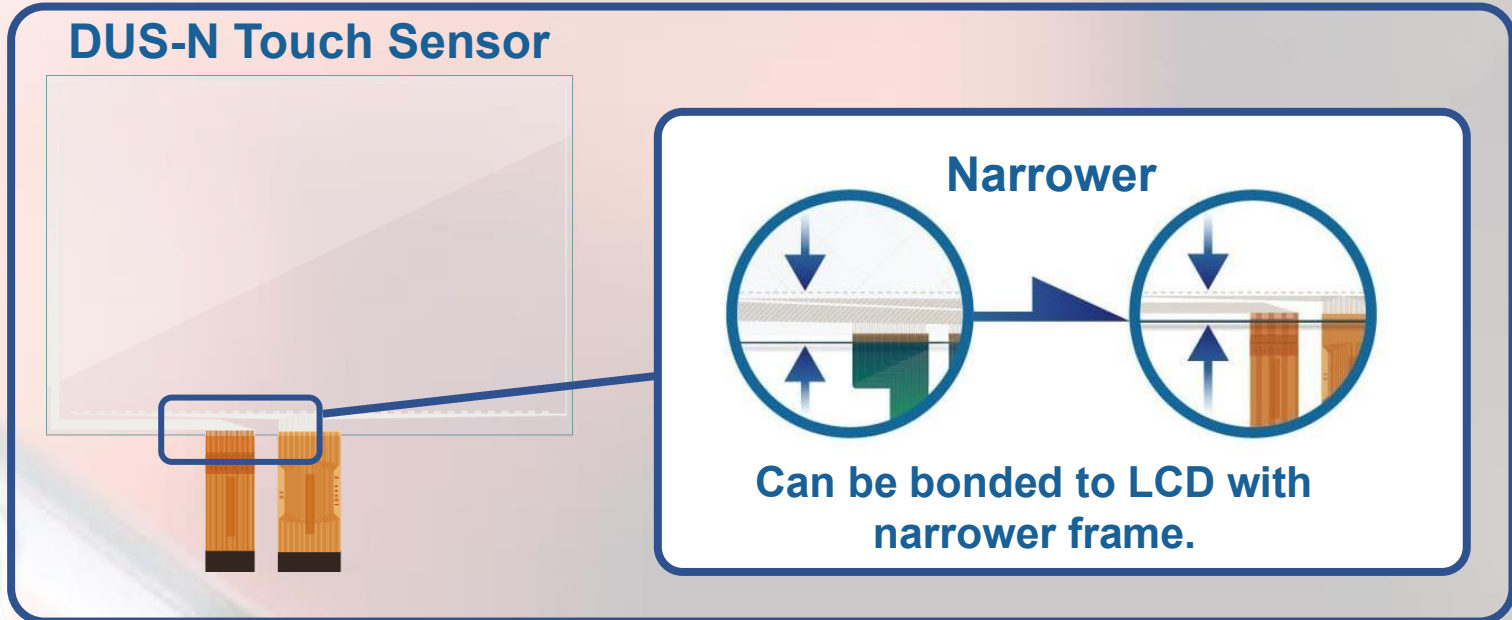 DUS-N Touch Sensor
Narrower
Can be bonded to LCD with
narrower frame.